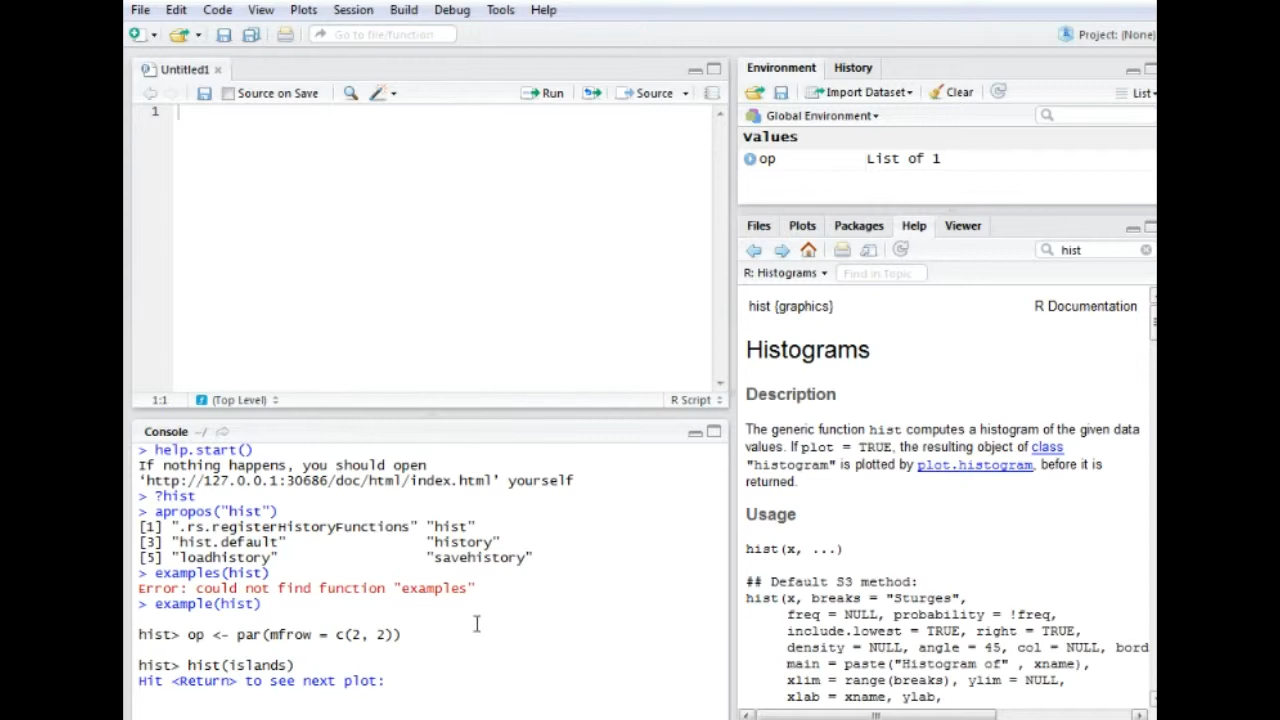 File Edit Code View Plots Session Build Debug Tools Help
Go to file/function
Project: (None)
Untitled1
Source on Save
Run
Source
1
1:1
(Top Level)
R Script
Console ~/
> help.start()
If nothing happens, you should open
‘http://127.0.0.1:30686/doc/html/index.html’ yourself
> ?hist
> apropos("hist")
[1] ".rs.registerHistoryFunctions" "hist"
[3] "hist.default" "history"
[5] "loadhistory" "savehistory"
> examples(hist)
Error: could not find function "examples"
> example(hist)
hist> op <- par(mfrow = c(2, 2))
hist> hist(islands)
Hit <Return> to see next plot:
Environment History
Import Dataset
Clear
List
Global Environment
Values
op List of 1
Files Plots Packages Help Viewer
hist
R: Histograms
Find in Topic
hist {graphics} R Documentation
Histograms
Description
The generic function hist computes a histogram of the given data
values. If plot = TRUE, the resulting object of class
"histogram" is plotted by plot.histogram, before it is
returned.
Usage
hist(x, ...)
## Default S3 method:
hist(x, breaks = "Sturges",
freq = NULL, probability = !freq,
include.lowest = TRUE, right = TRUE,
density = NULL, angle = 45, col = NULL, bord
main = paste("Histogram of" , xname),
xlim = range(breaks), ylim = NULL,
xlab = xname, ylab,